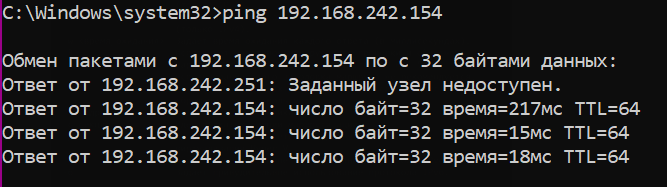 C:\Windows\system32>ping 192.168.242.154
Обмен пакетами с 192.168.242.154 по с 32 байтами данных:
Ответ от 192.168.242.251: Заданный узел недоступен.
Ответ от 192.168.242.154: число байт=32 время=217мс TTL=64
Ответ от 192.168.242.154: число байт=32 время=15мс TTL=64
Ответ от 192.168.242.154: число байт=32 время=18мс TTL=64